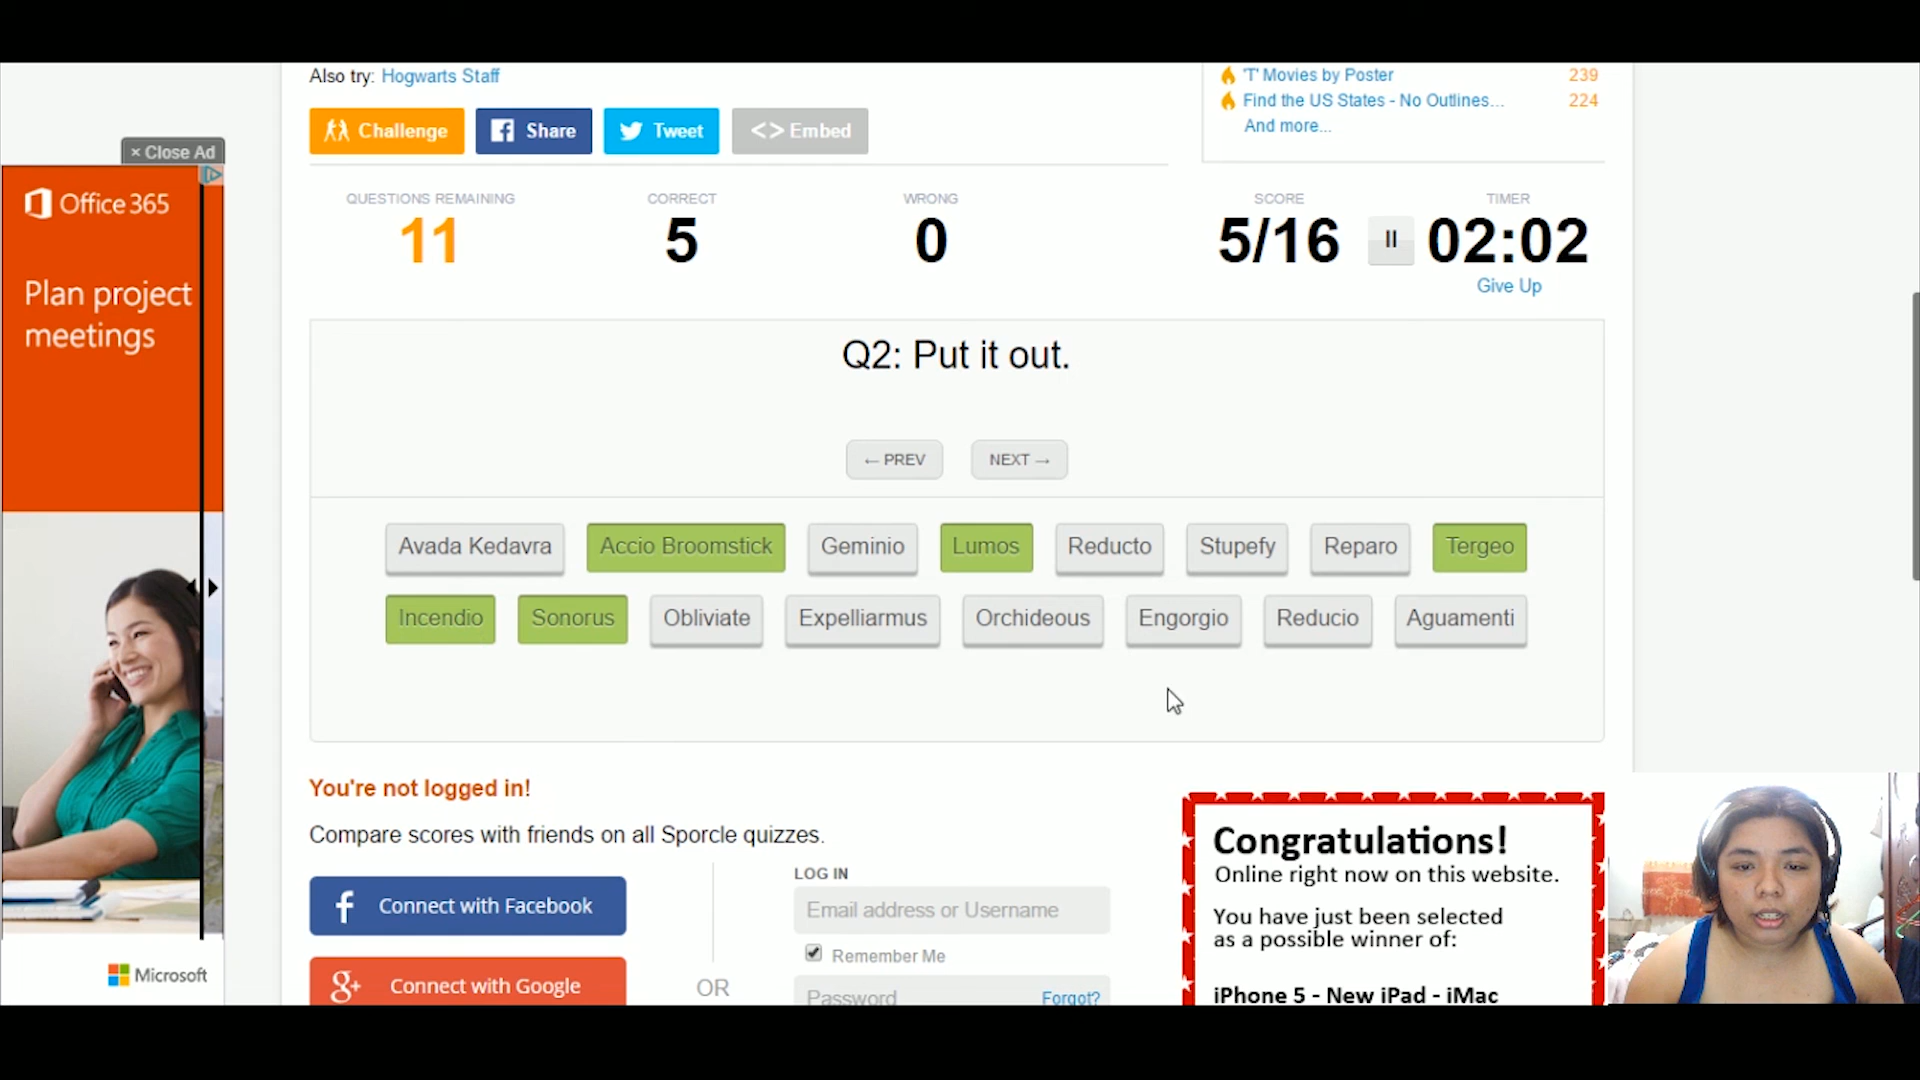 Also try: Hogwarts Staff
'T' Movies by Poster 239
Find the US States - No Outlines... 224
And more...
Challenge
Share
Tweet
<> Embed
× Close Ad
Office 365
Plan project
meetings
QUESTIONS REMAINING
11
CORRECT
5
WRONG
0
SCORE
5/16
TIMER
02:02
Give Up
Q2: Put it out.
← PREV
NEXT →
Avada Kedavra
Accio Broomstick
Geminio
Lumos
Reducto
Stupefy
Reparo
Tergeo
Incendio
Sonorus
Obliviate
Expelliarmus
Orchideous
Engorgio
Reducio
Aguamenti
Microsoft
You're not logged in!
Compare scores with friends on all Sporcle quizzes.
f Connect with Facebook
g+ Connect with Google
OR
LOG IN
Email address or Username
Remember Me
Password
Forgot?
Congratulations!
Online right now on this website.
You have just been selected
as a possible winner of:
iPhone 5 - New iPad - iMac